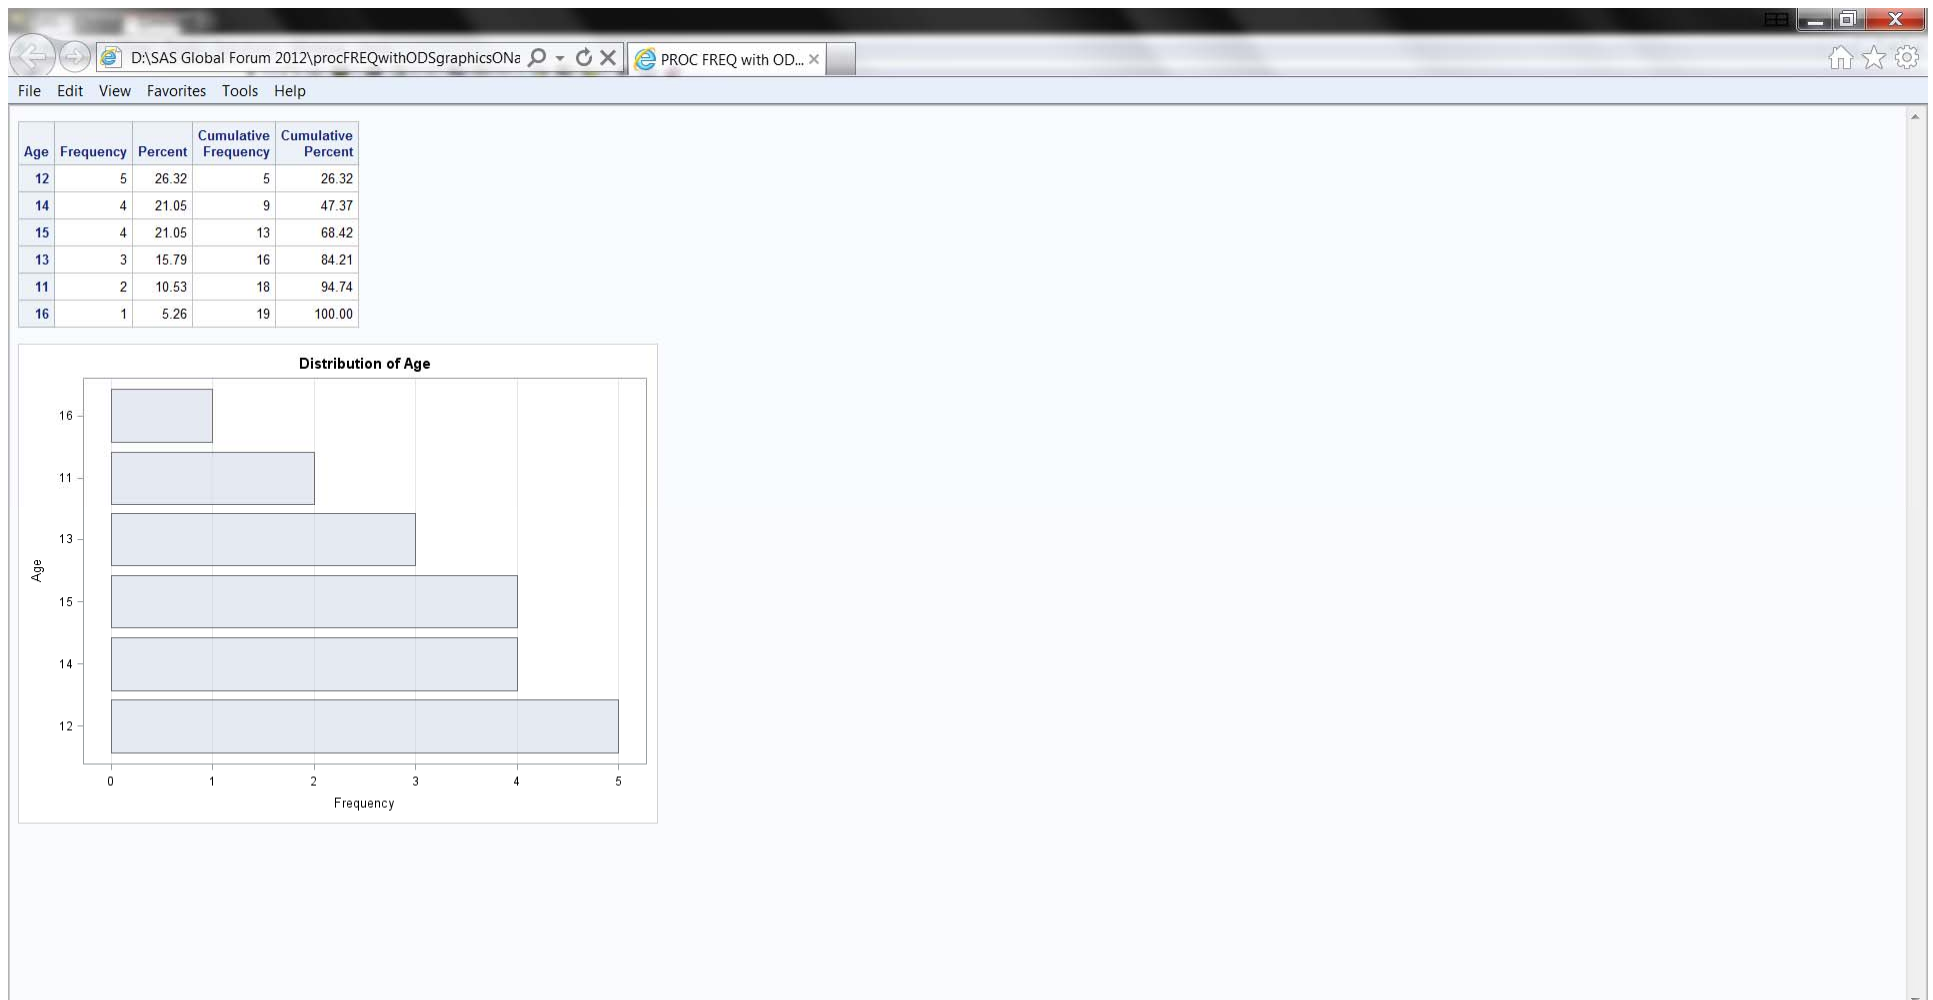 D:\SAS Global Forum 2012\procFREQwithODSgraphicsONa
PROC FREQ with OD...
File Edit View Favorites Tools Help
Age Frequency Percent Cumulative Frequency Cumulative Percent
12 5 26.32 5 26.32
14 4 21.05 9 47.37
15 4 21.05 13 68.42
13 3 15.79 16 84.21
11 2 10.53 18 94.74
16 1 5.26 19 100.00
Distribution of Age
16
11
13
Age
15
14
12
0 1 2 3 4 5
Frequency